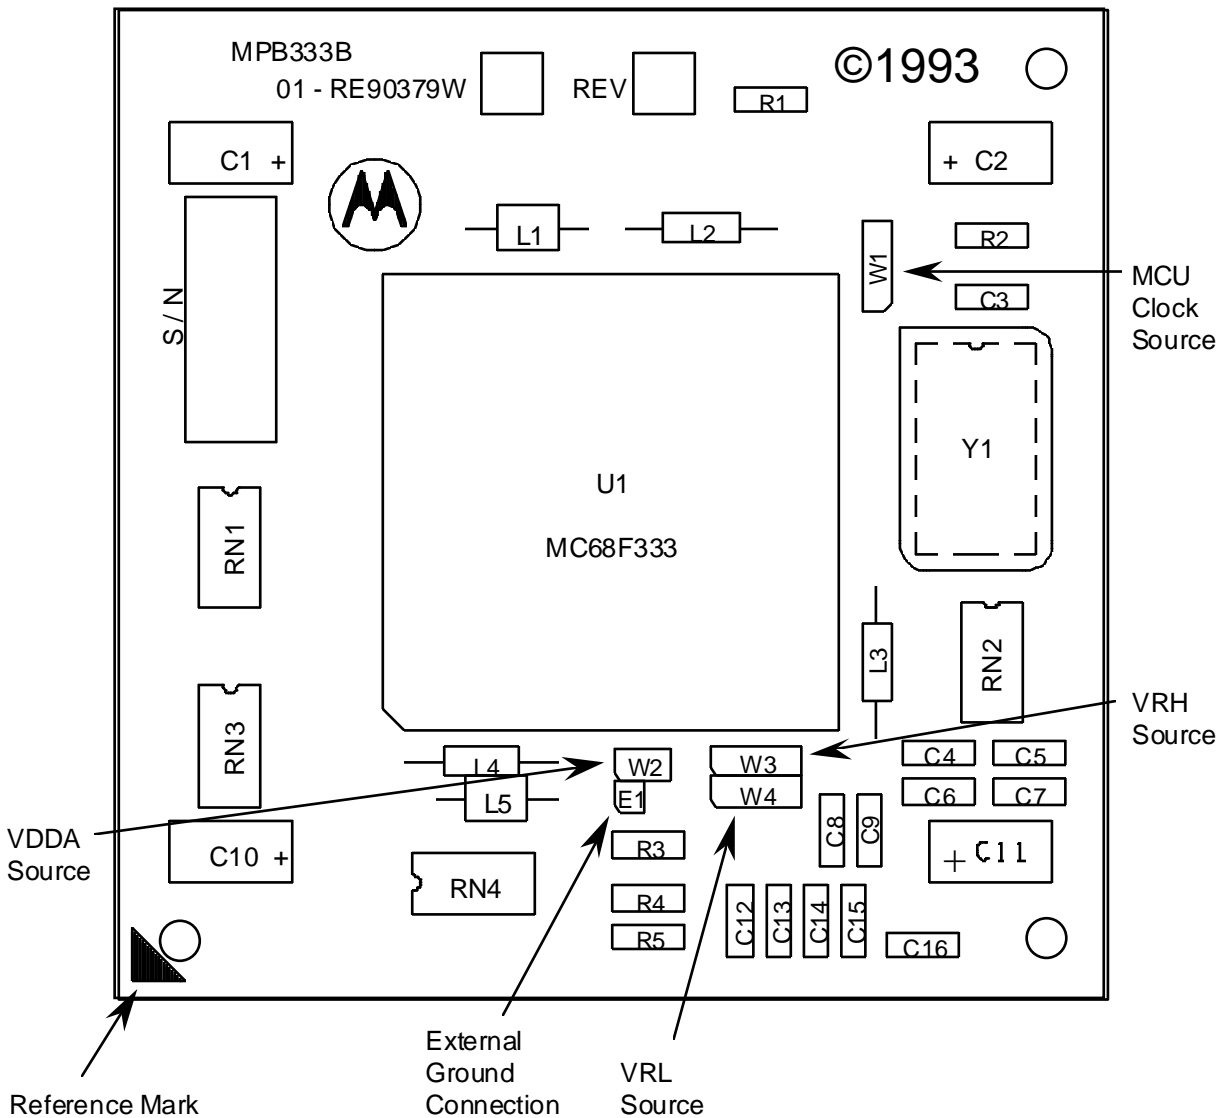 MPB333B
01 - RE90379W
REV
©1993
R1
C1 +
+ C2
L1
L2
W1
R2
C3
MCU
Clock
Source
S / N
Y1
U1
MC68F333
RN1
L3
RN2
RN3
VRH
Source
L4
L5
W2
E1
W3
W4
C4
C5
C6
C7
C8
C9
VDDA
Source
C10 +
RN4
R3
R4
R5
+ C11
C12
C13
C14
C15
C16
External
Ground
Connection
VRL
Source
Reference Mark